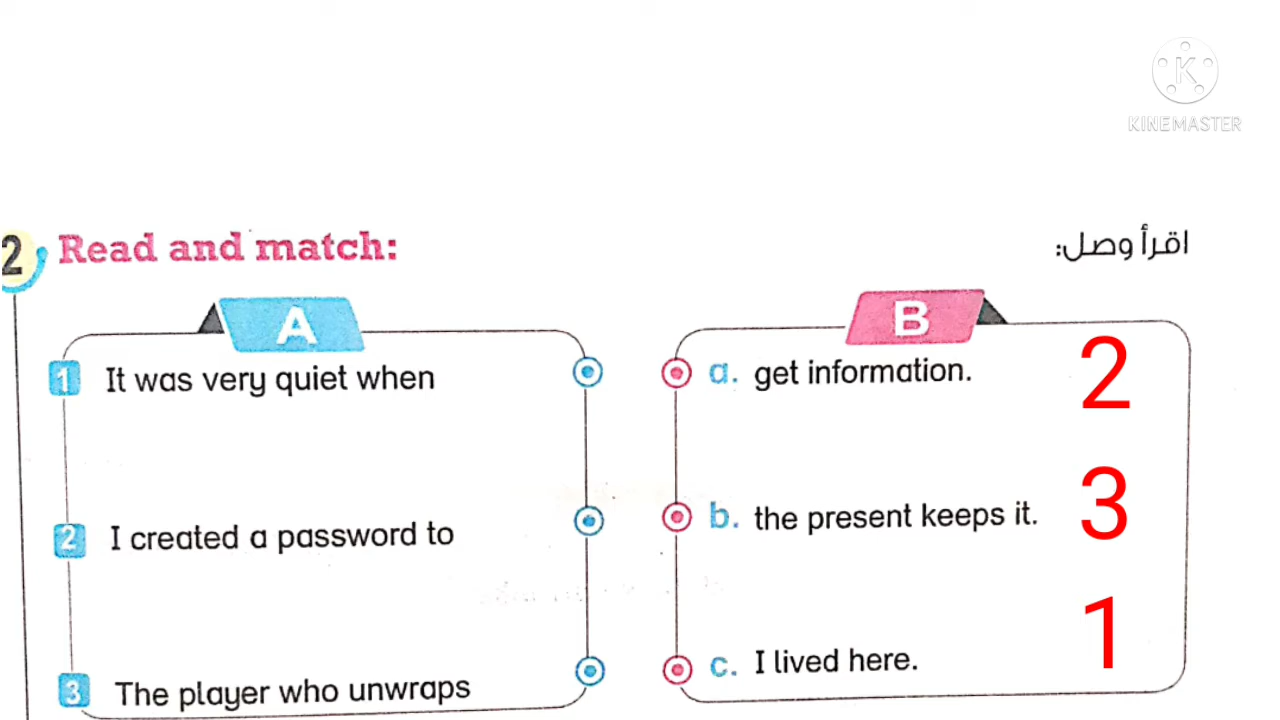 K
KINEMASTER
2 Read and match: اقرأ وصل:
A B
1 It was very quiet when a. get information. 2
2 I created a password to b. the present keeps it. 3
3 The player who unwraps c. I lived here. 1